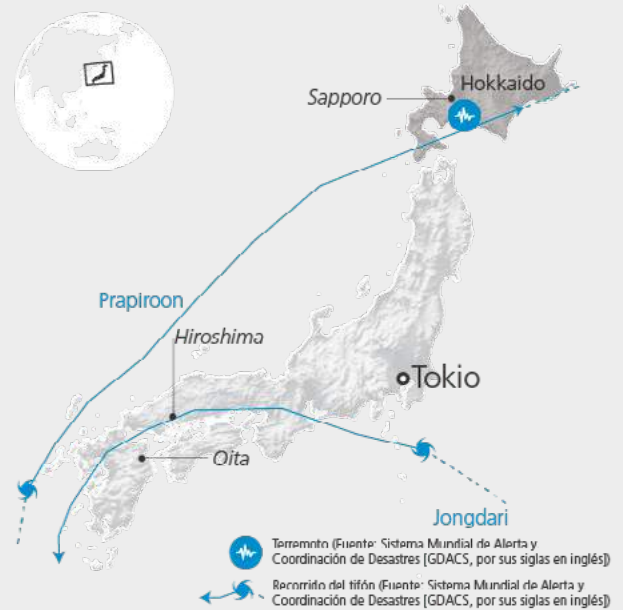 Hokkaido
Sapporo
Prapiroon
Hiroshima
Tokio
Oita
Jongdari
Terremoto (Fuente: Sistema Mundial de Alerta y
Coordinación de Desastres [GDACS, por sus siglas en inglés])
Recorrido del tifón (Fuente: Sistema Mundial de Alerta y
Coordinación de Desastres [GDACS, por sus siglas en inglés])